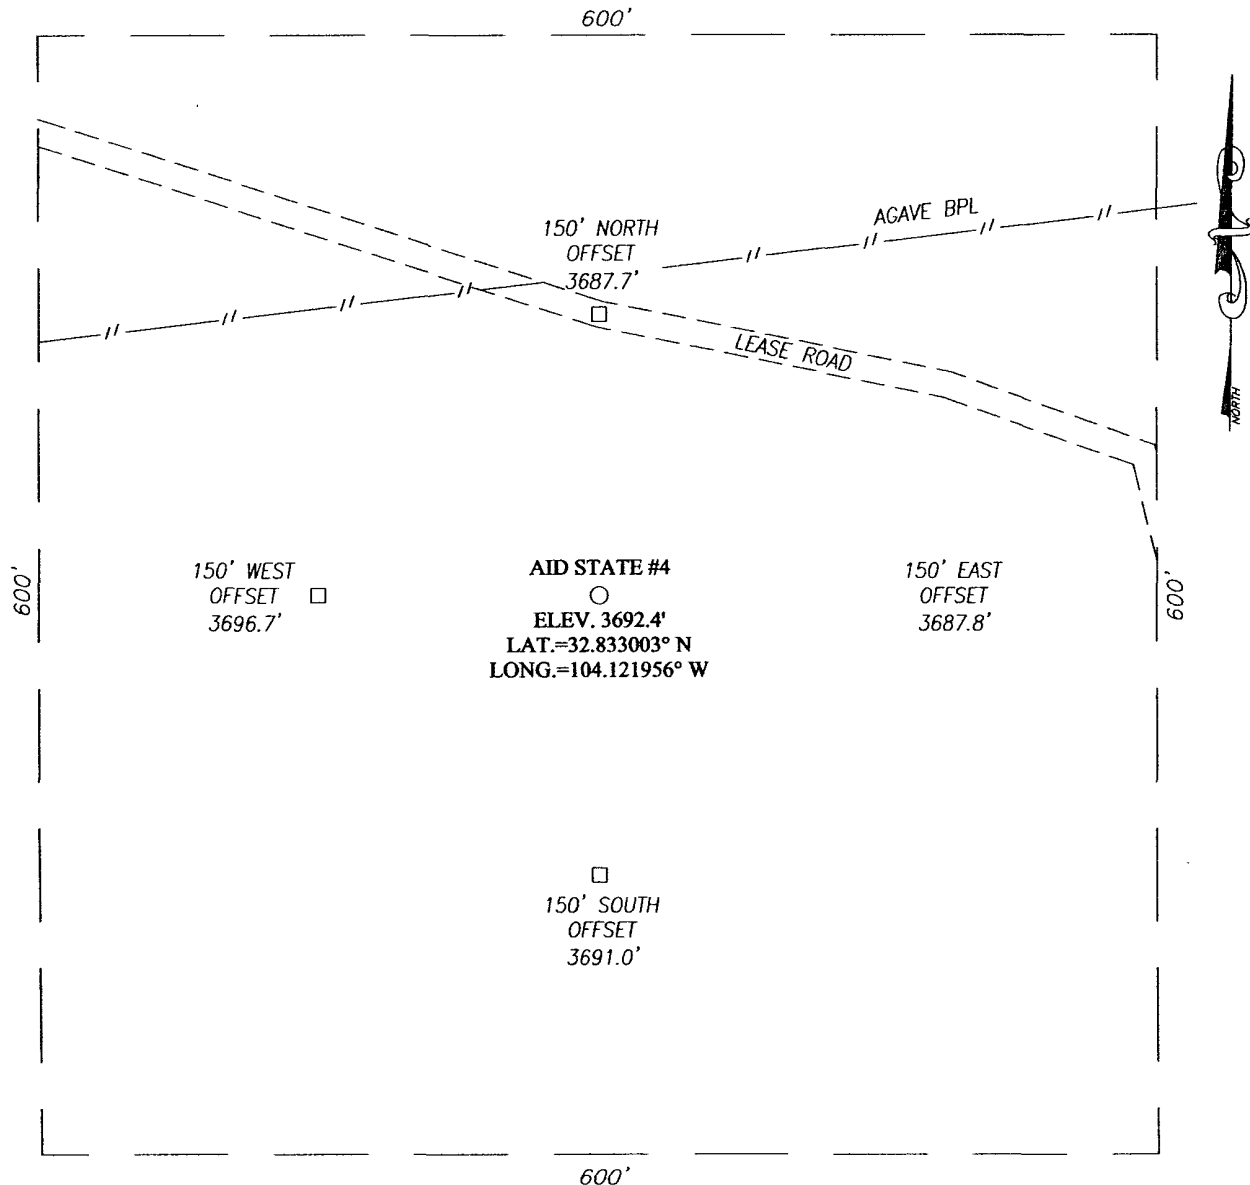 600'
AGAVE BPL
150' NORTH
OFFSET
3687.7'
LEASE ROAD
NORTH
600'
150' WEST
OFFSET
3696.7'
AID STATE #4
ELEV. 3692.4'
LAT.=32.833003° N
LONG.=104.121956° W
150' EAST
OFFSET
3687.8'
600'
150' SOUTH
OFFSET
3691.0'
600'